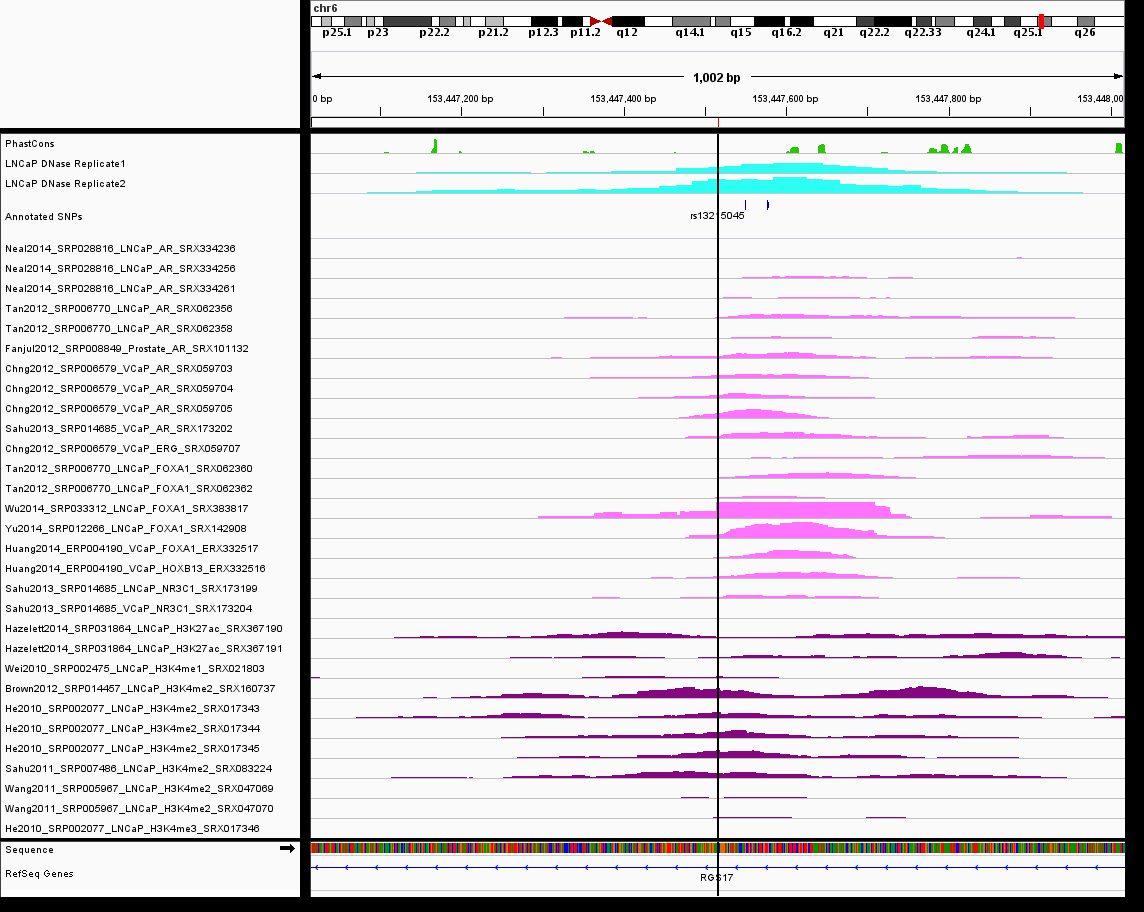 chr6
p25.1 p23 p22.2 p21.2 p12.3 p11.2 q12 q14.1 q15 q16.2 q21 q22.2 q22.33 q24.1 q25.1 q26
1,002 bp
0 bp 153,447,200 bp 153,447,400 bp 153,447,600 bp 153,447,800 bp 153,448,00
PhastCons
LNCaP DNase Replicate1
LNCaP DNase Replicate2
Annotated SNPs
rs13215045
Neal2014_SRP028816_LNCaP_AR_SRX334236
Neal2014_SRP028816_LNCaP_AR_SRX334256
Neal2014_SRP028816_LNCaP_AR_SRX334261
Tan2012_SRP006770_LNCaP_AR_SRX062356
Tan2012_SRP006770_LNCaP_AR_SRX062358
Fanjul2012_SRP008849_Prostate_AR_SRX101132
Chng2012_SRP006579_VCaP_AR_SRX059703
Chng2012_SRP006579_VCaP_AR_SRX059704
Chng2012_SRP006579_VCaP_AR_SRX059705
Sahu2013_SRP014685_VCaP_AR_SRX173202
Chng2012_SRP006579_VCaP_ERG_SRX059707
Tan2012_SRP006770_LNCaP_FOXA1_SRX062360
Tan2012_SRP006770_LNCaP_FOXA1_SRX062362
Wu2014_SRP033312_LNCaP_FOXA1_SRX383817
Yu2014_SRP012266_LNCaP_FOXA1_SRX142908
Huang2014_ERP004190_VCaP_FOXA1_ERX332517
Huang2014_ERP004190_VCaP_HOXB13_ERX332516
Sahu2013_SRP014685_LNCaP_NR3C1_SRX173199
Sahu2013_SRP014685_VCaP_NR3C1_SRX173204
Hazelett2014_SRP031864_LNCaP_H3K27ac_SRX367190
Hazelett2014_SRP031864_LNCaP_H3K27ac_SRX367191
Wei2010_SRP002475_LNCaP_H3K4me1_SRX021803
Brown2012_SRP014457_LNCaP_H3K4me2_SRX160737
He2010_SRP002077_LNCaP_H3K4me2_SRX017343
He2010_SRP002077_LNCaP_H3K4me2_SRX017344
He2010_SRP002077_LNCaP_H3K4me2_SRX017345
Sahu2011_SRP007486_LNCaP_H3K4me2_SRX083224
Wang2011_SRP005967_LNCaP_H3K4me2_SRX047069
Wang2011_SRP005967_LNCaP_H3K4me2_SRX047070
He2010_SRP002077_LNCaP_H3K4me3_SRX017346
Sequence
RefSeq Genes
RGS17